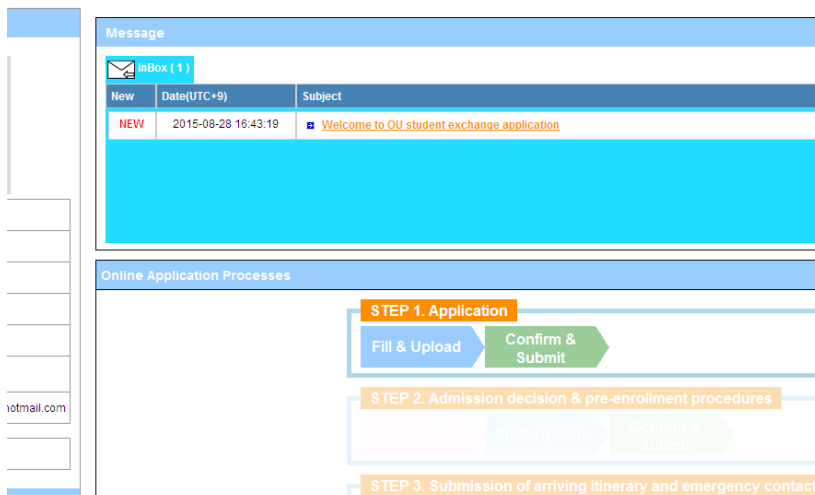 Message
InBox ( 1 )
New Date(UTC+9) Subject
NEW 2015-08-28 16:43:19 Welcome to OU student exchange application
Online Application Processes
STEP 1. Application
Fill & Upload
Confirm &
Submit
STEP 2. Admission decision & pre-enrollment procedures
Fill & Upload
Confirm &
Submit
otmail.com
STEP 3. Submission of arriving itinerary and emergency contact